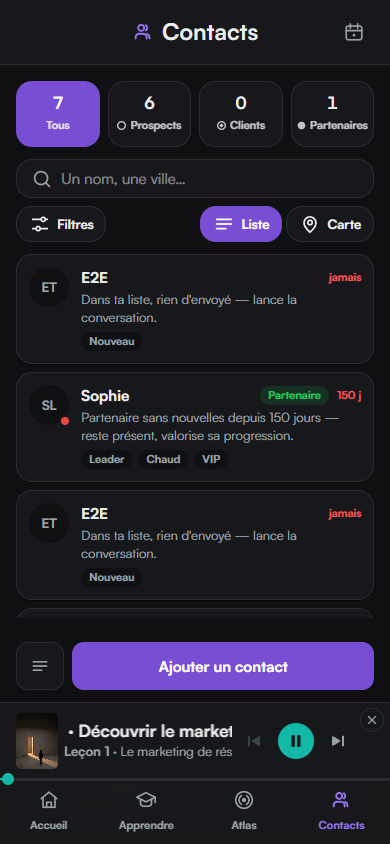 Contacts
7
Tous
6
Prospects
0
Clients
1
Partenaires
Un nom, une ville...
Filtres
Liste
Carte
ET
E2E
jamais
Dans ta liste, rien d'envoyé — lance la
conversation.
Nouveau
SL
Sophie
Partenaire
150 j
Partenaire sans nouvelles depuis 150 jours —
reste présent, valorise sa progression.
Leader
Chaud
VIP
ET
E2E
jamais
Dans ta liste, rien d'envoyé — lance la
conversation.
Nouveau
Ajouter un contact
• Découvrir le market
Leçon 1 · Le marketing de rés
Accueil
Apprendre
Atlas
Contacts